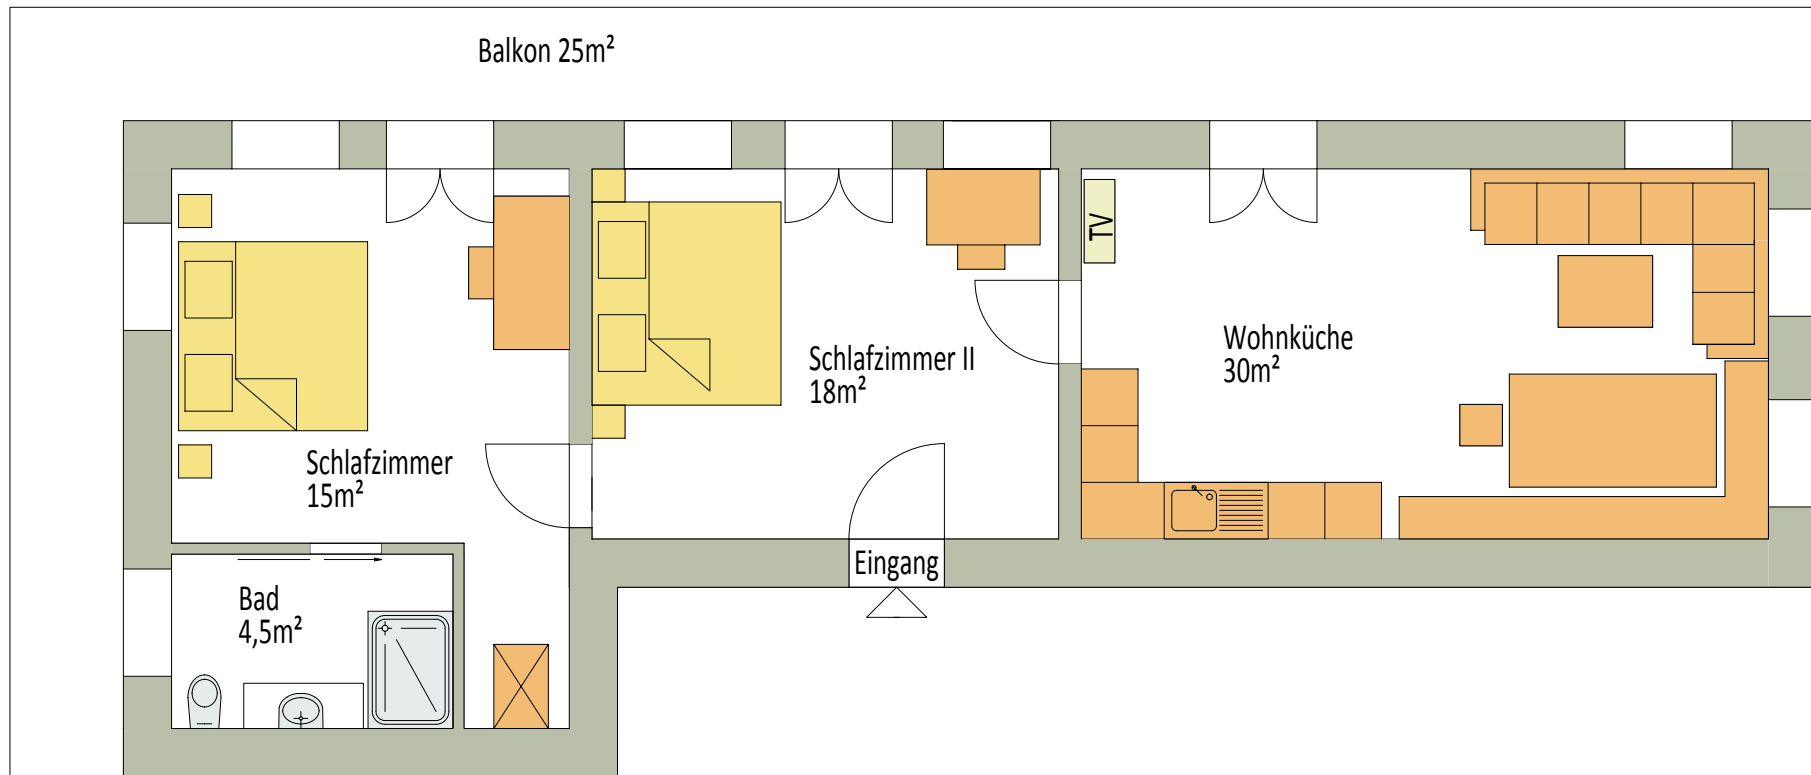 Balkon 25m²
TV
Wohnküche
30m²
Schlafzimmer II
18m²
Schlafzimmer
15m²
Eingang
Bad
4,5m²